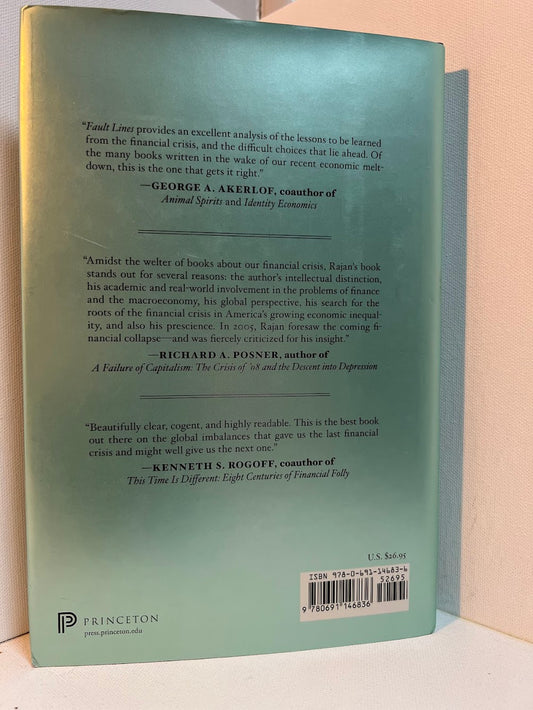 “Fault Lines provides an excellent analysis of the lessons to be learned
from the financial crisis, and the difficult choices that lie ahead. Of
the many books written in the wake of our recent economic melt-
down, this is the one that gets it right.”
—GEORGE A. AKERLOF, coauthor of
Animal Spirits and Identity Economics
“Amidst the welter of books about our financial crisis, Rajan’s book
stands out for several reasons: the author’s intellectual distinction,
his academic and real-world involvement in the problems of finance
and the macroeconomy, his global perspective, his search for the
roots of the financial crisis in America’s growing economic inequal-
ity, and also his prescience. In 2005, Rajan foresaw the coming fi-
nancial collapse—and was fiercely criticized for his insight.”
—RICHARD A. POSNER, author of
A Failure of Capitalism: The Crisis of ’08 and the Descent into Depression
“Beautifully clear, cogent, and highly readable. This is the best book
out there on the global imbalances that gave us the last financial
crisis and might well give us the next one.”
—KENNETH S. ROGOFF, coauthor of
This Time Is Different: Eight Centuries of Financial Folly
U.S. $26.95
ISBN 978-0-691-14683-6
52695
9 780691 146836
PRINCETON
press.princeton.edu